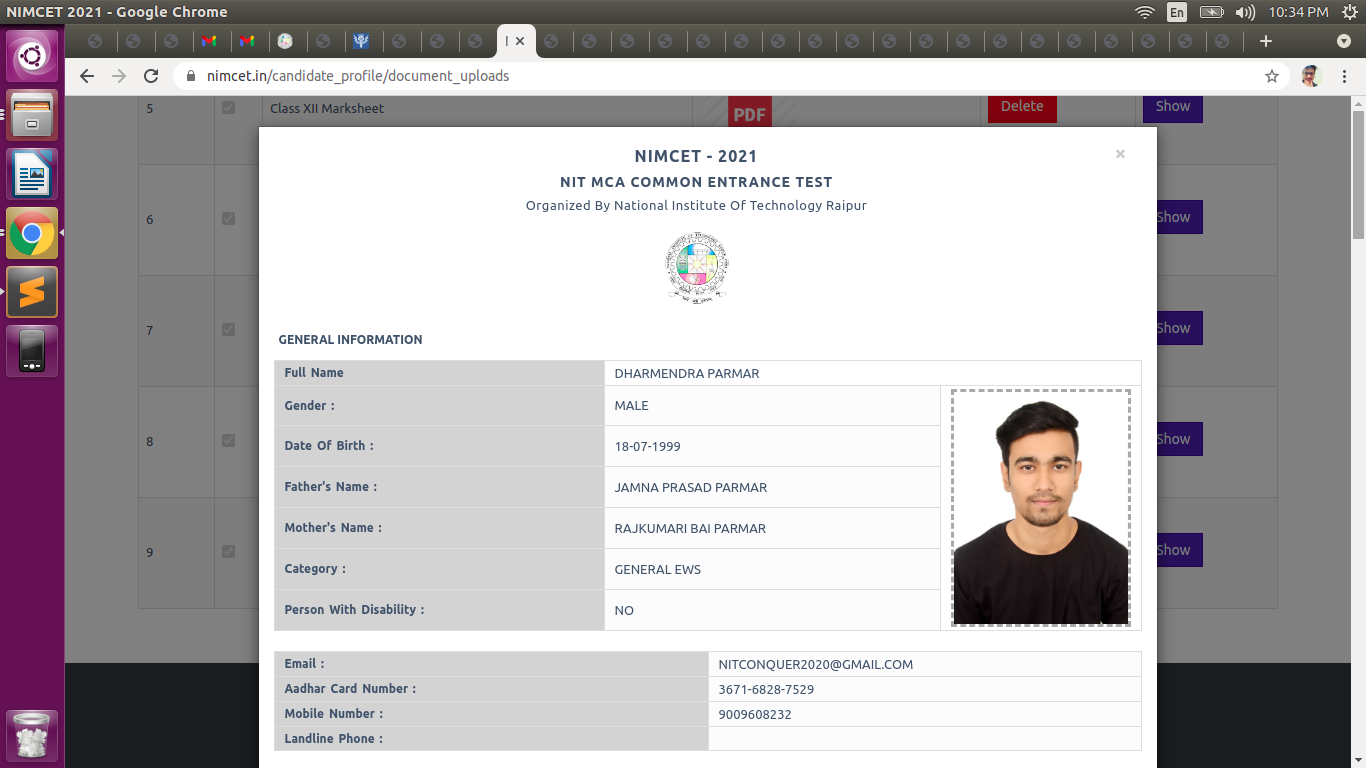 NIMCET 2021 - Google Chrome
En
10:34 PM
nimcet.in/candidate_profile/document_uploads
5 Class XII Marksheet PDF Delete Show
NIMCET - 2021
×
NIT MCA COMMON ENTRANCE TEST
Organized By National Institute Of Technology Raipur
6 Show
7 Show
8 Show
9 Show
GENERAL INFORMATION
Full Name DHARMENDRA PARMAR
Gender : MALE
Date Of Birth : 18-07-1999
Father's Name : JAMNA PRASAD PARMAR
Mother's Name : RAJKUMARI BAI PARMAR
Category : GENERAL EWS
Person With Disability : NO
Email : NITCONQUER2020@GMAIL.COM
Aadhar Card Number : 3671-6828-7529
Mobile Number : 9009608232
Landline Phone :